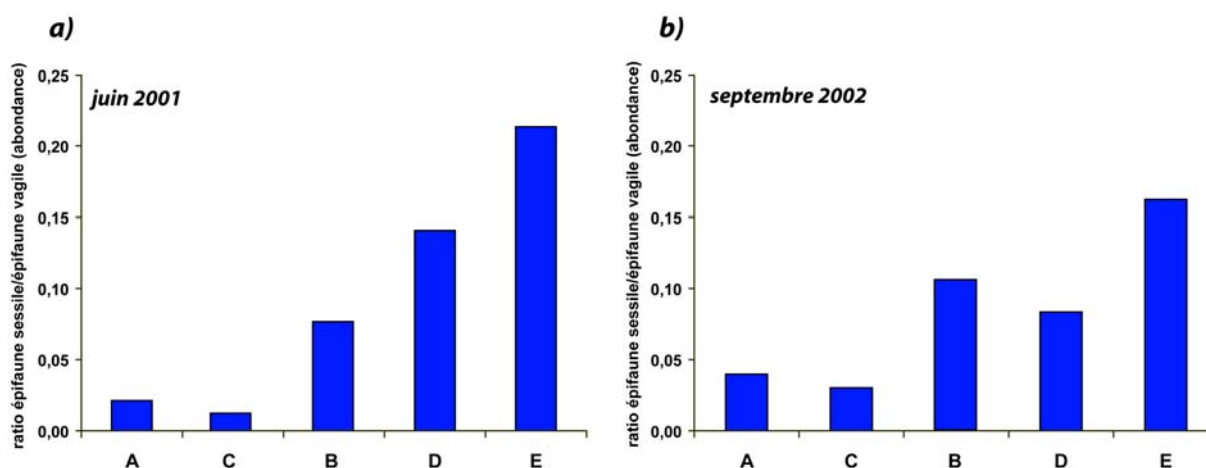 a)
juin 2001
ratio épifaune sessile/épifaune vagile (abondance)
0,25
0,20
0,15
0,10
0,05
0,00
A C B D E
b)
septembre 2002
ratio épifaune sessile/épifaune vagile (abondance)
0,25
0,20
0,15
0,10
0,05
0,00
A C B D E